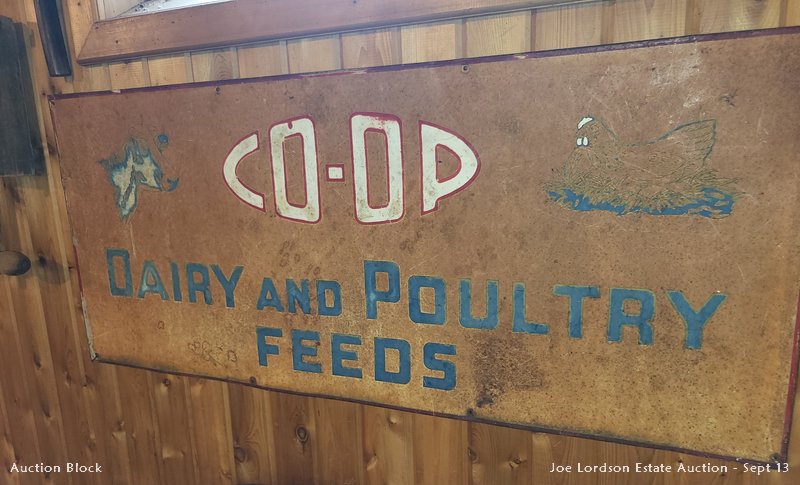 CO-OP
DAIRY AND POULTRY
FEEDS
Auction Block
Joe Lordson Estate Auction - Sept 13